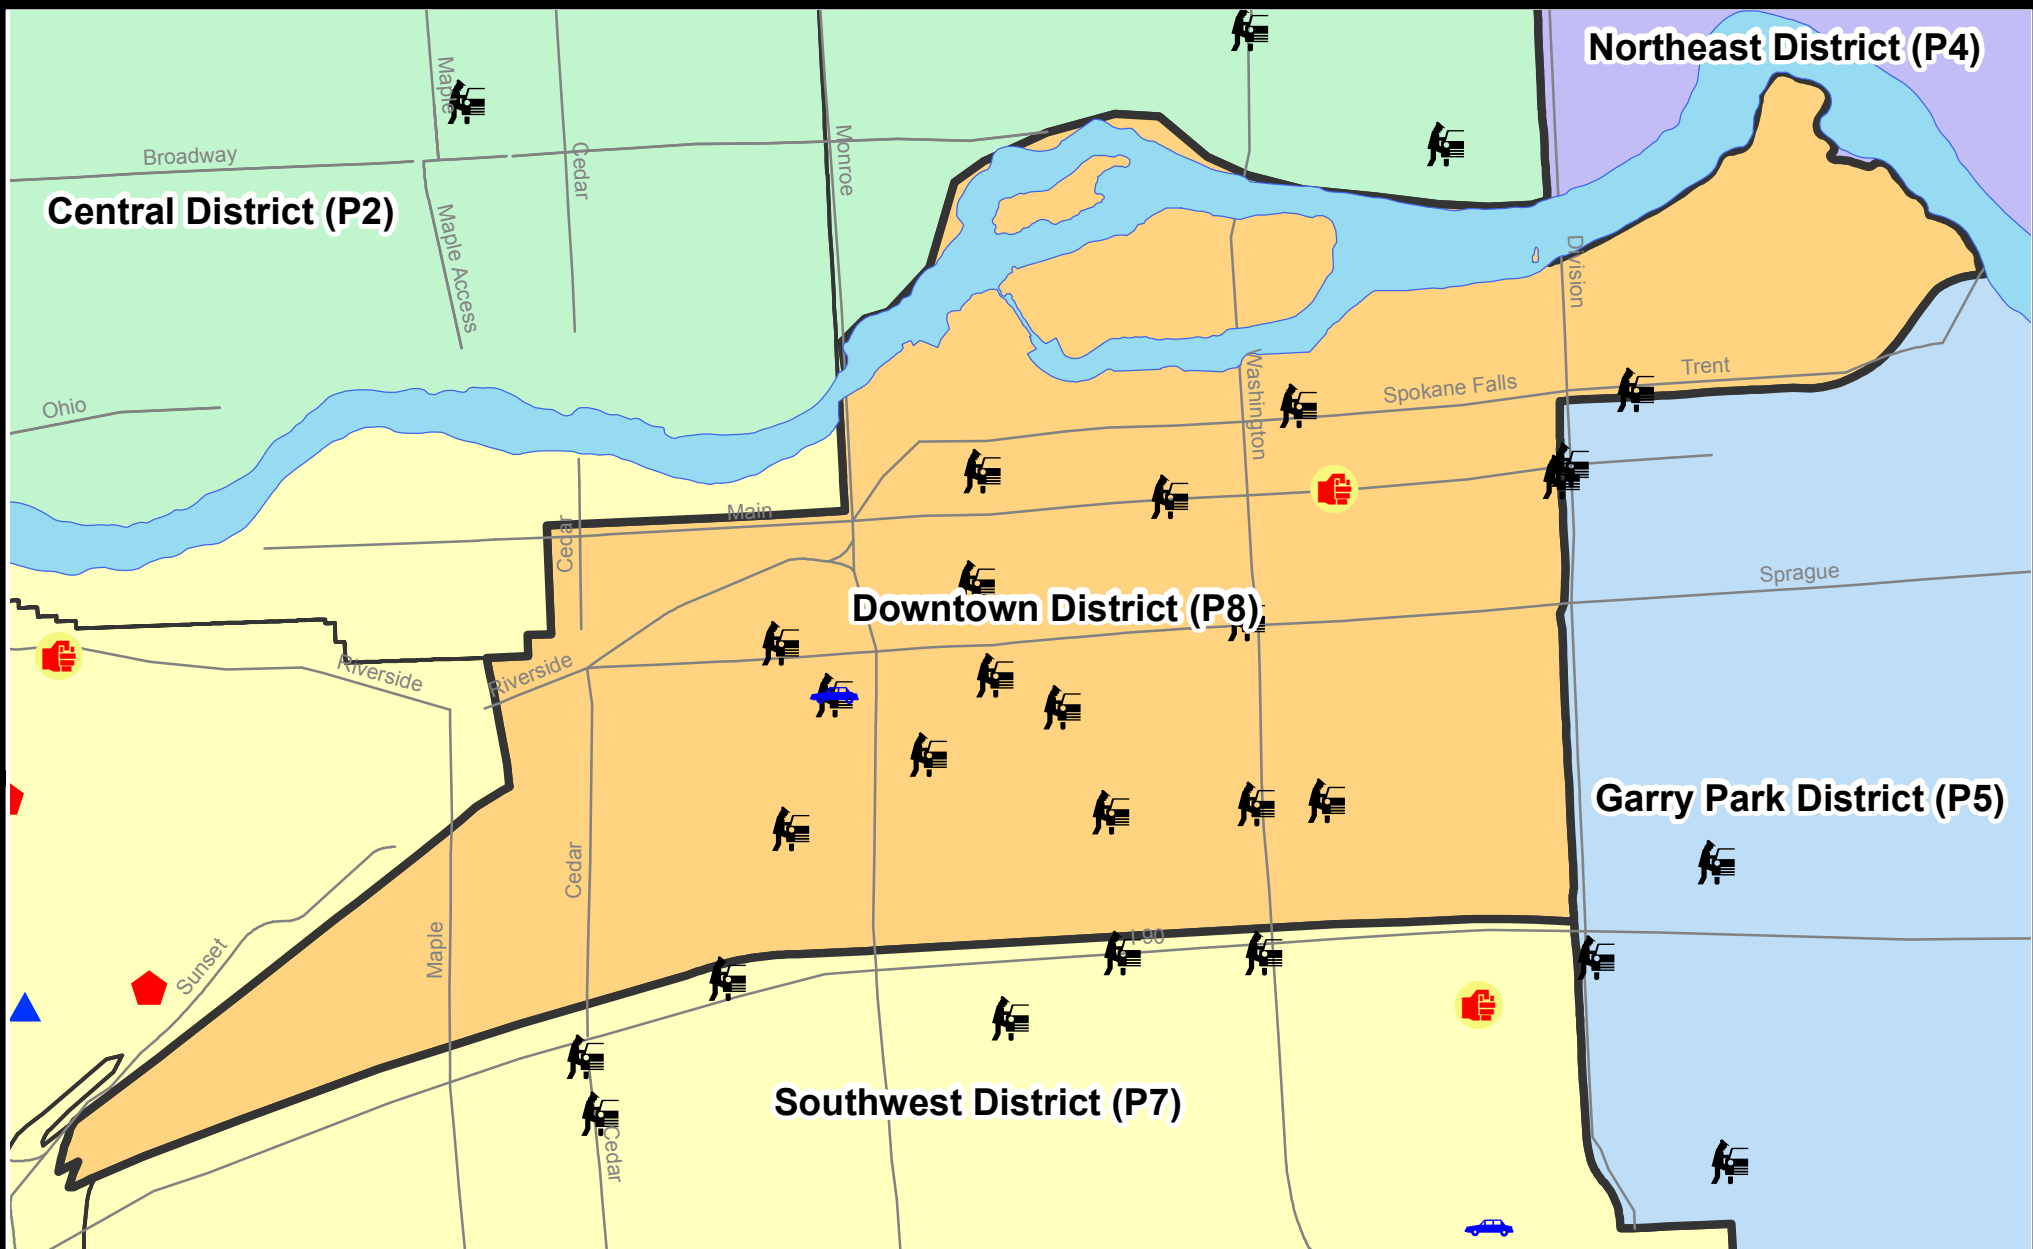 Northeast District (P4)
Maple
Monroe
Cedar
Broadway
Central District (P2)
Maple Access
Division
Washington
Trent
Spokane Falls
Ohio
Main
Cedar
Sprague
Downtown District (P8)
Riverside
Riverside
Garry Park District (P5)
Cedar
Maple
I-90
Sunset
Southwest District (P7)
Cedar